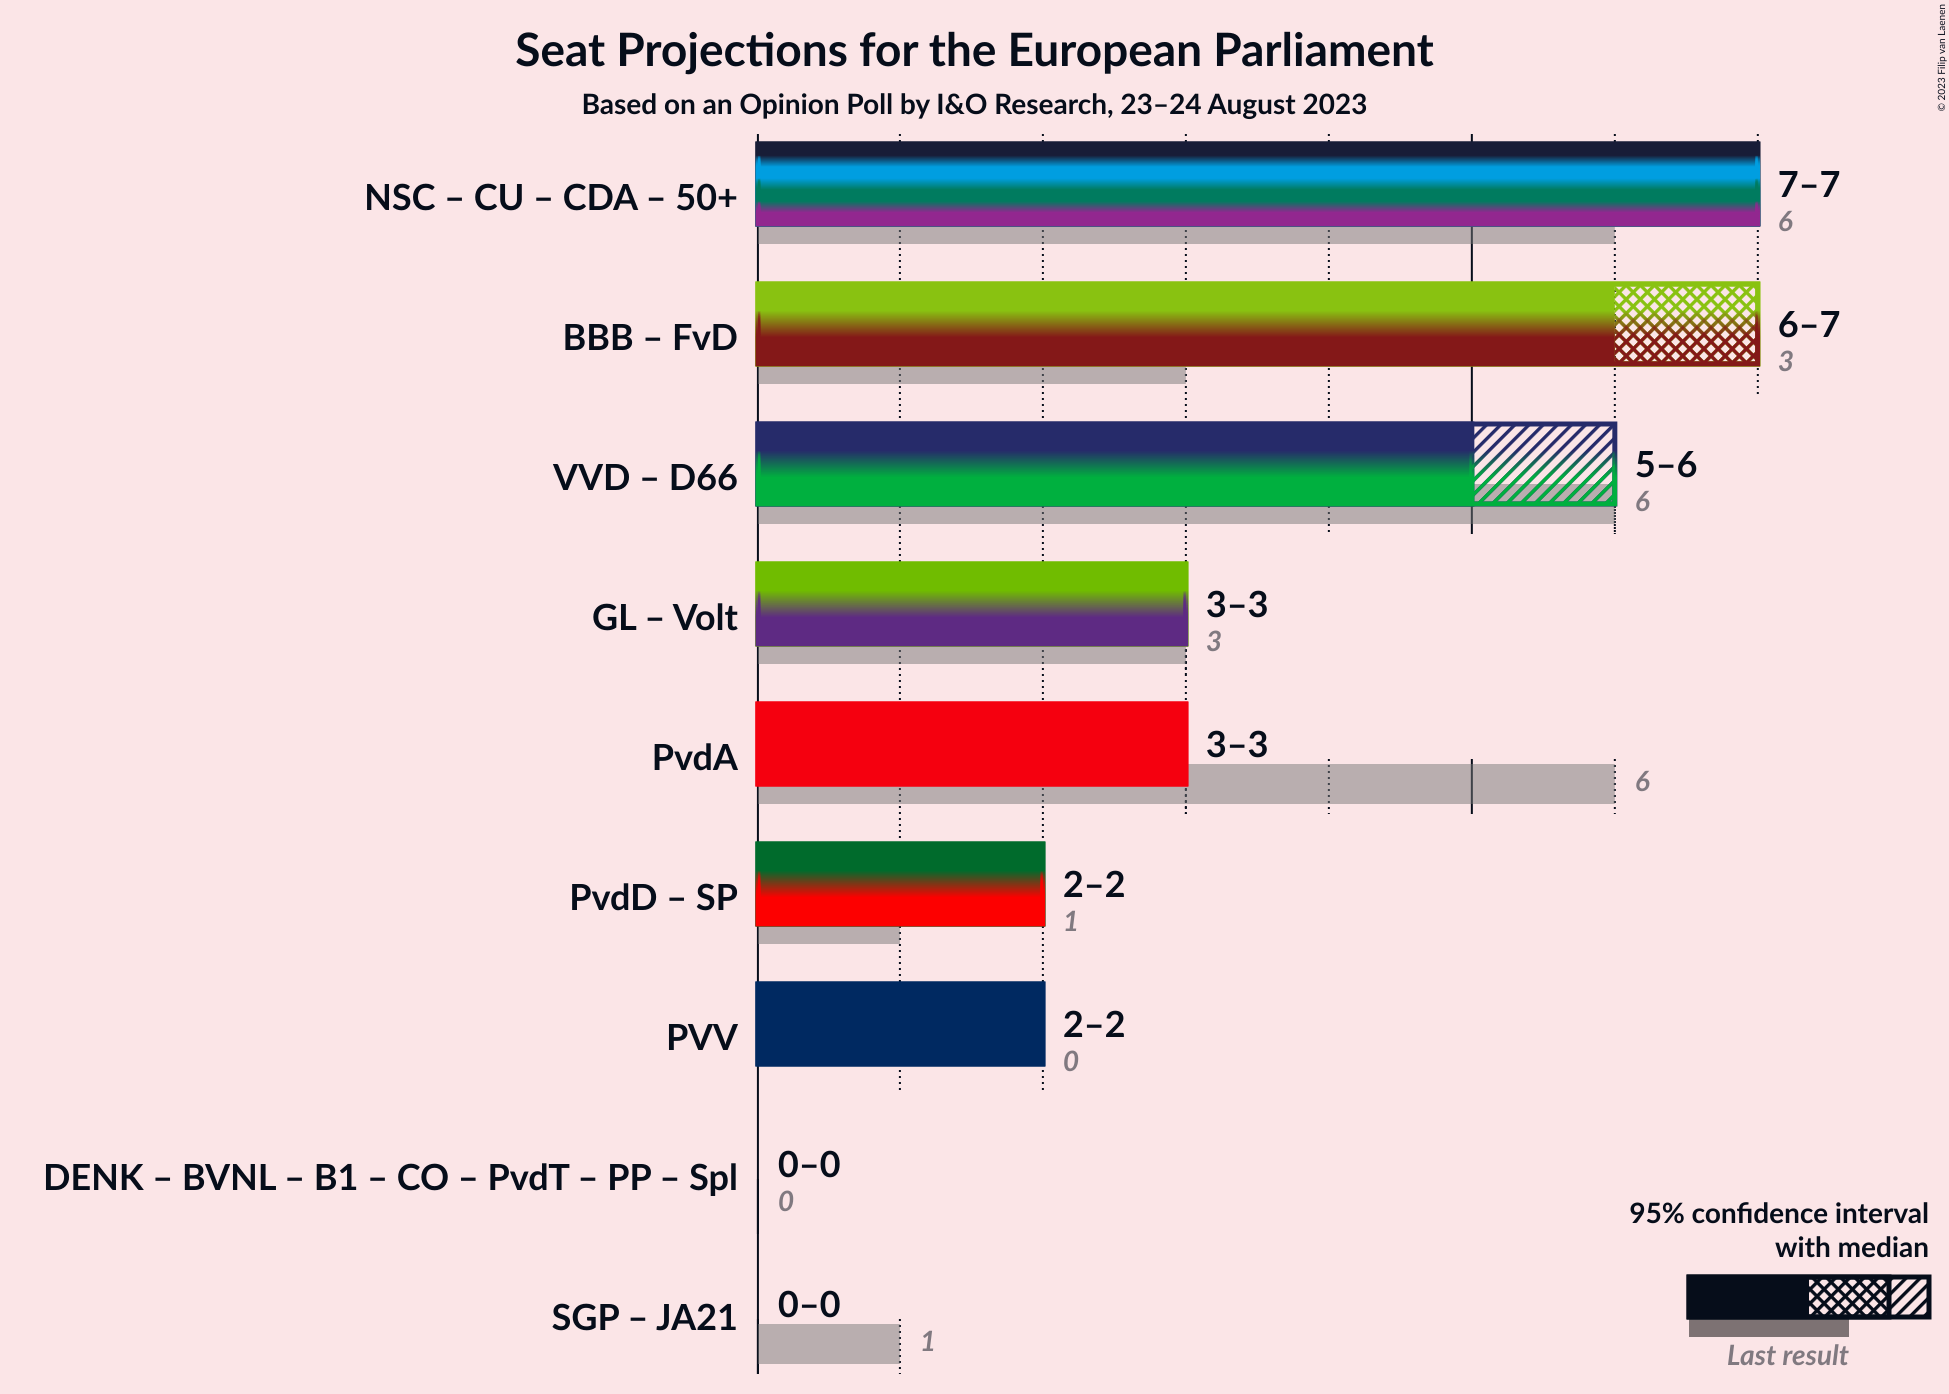 Seat Projections for the European Parliament
Based on an Opinion Poll by I&O Research, 23–24 August 2023
© 2023 Filip van Laenen
NSC – CU – CDA – 50+
7–7
6
BBB – FvD
6–7
3
VVD – D66
5–6
6
GL – Volt
3–3
3
PvdA
3–3
6
PvdD – SP
2–2
1
PVV
2–2
0
DENK – BVNL – B1 – CO – PvdT – PP – Spl
0–0
0
SGP – JA21
0–0
1
95% confidence interval
with median
Last result